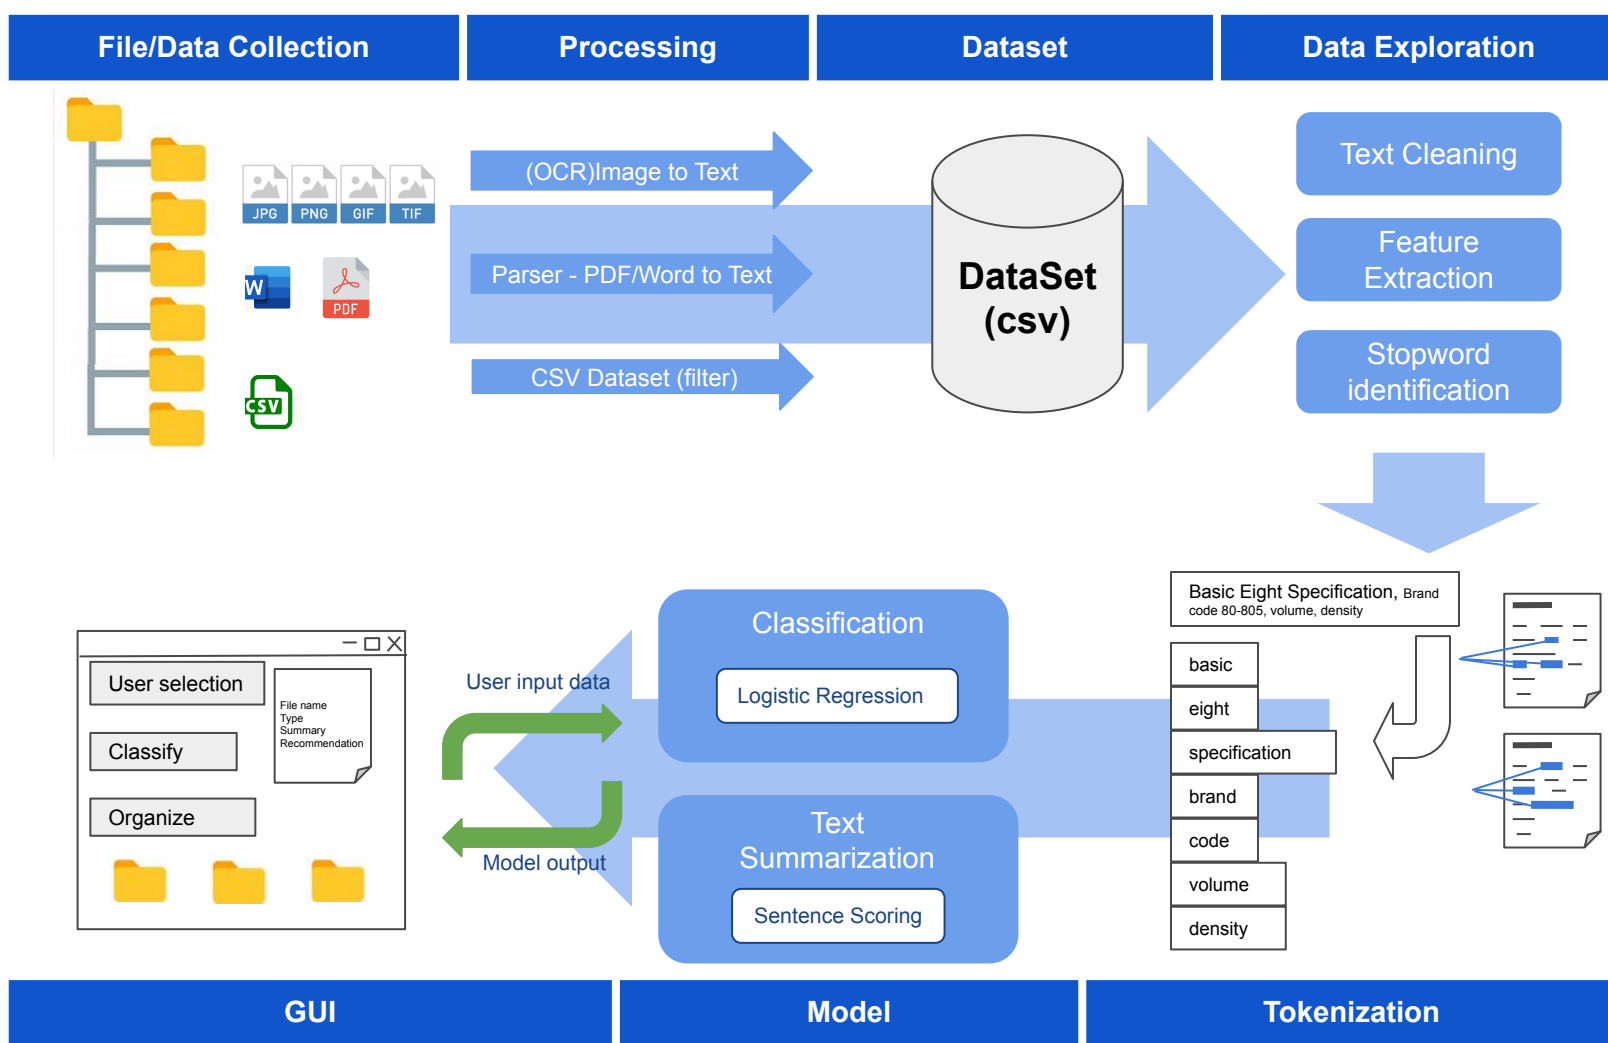 File/Data Collection
Processing
Dataset
Data Exploration
JPG
PNG
GIF
TIF
W
PDF
CSV
(OCR)Image to Text
Parser - PDF/Word to Text
CSV Dataset (filter)
DataSet
(csv)
Text Cleaning
Feature
Extraction
Stopword
identification
User selection
Classify
Organize
File name
Type
Summary
Recommendation
User input data
Model output
Classification
Logistic Regression
Text
Summarization
Sentence Scoring
Basic Eight Specification, Brand
code 80-805, volume, density
basic
eight
specification
brand
code
volume
density
GUI
Model
Tokenization